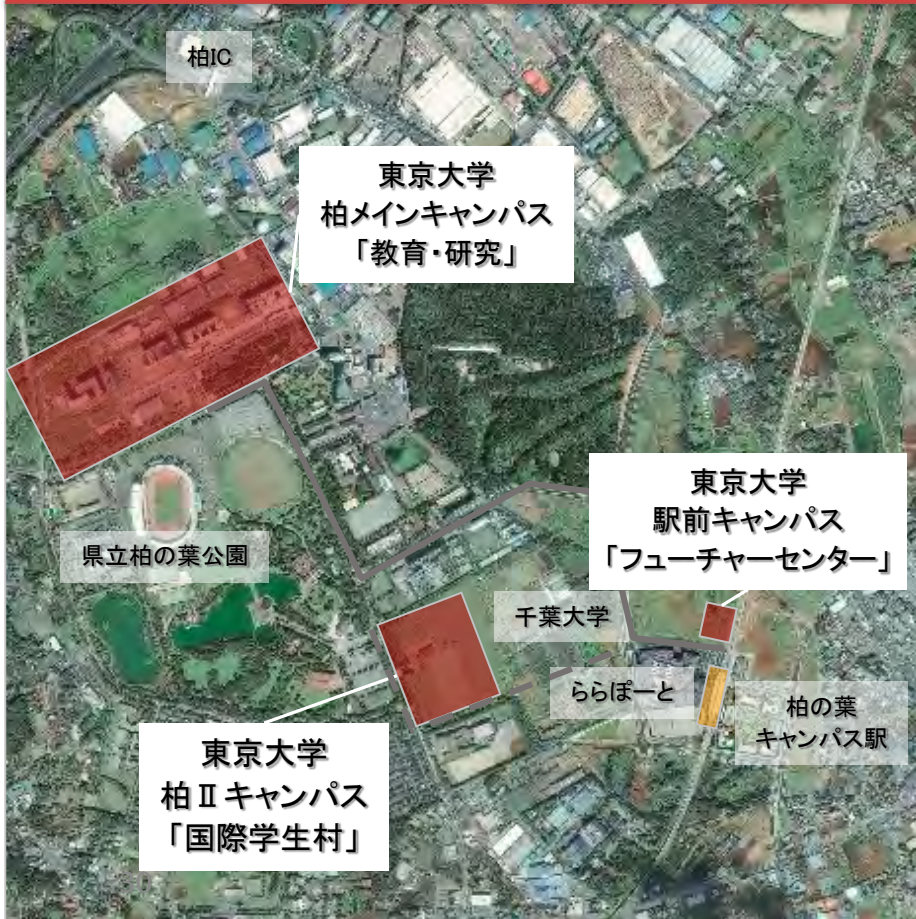 柏IC
東京大学
柏メインキャンパス
「教育・研究」
東京大学
駅前キャンパス
「フューチャーセンター」
県立柏の葉公園
千葉大学
ららぽーと
柏の葉
キャンパス駅
東京大学
柏Ⅱキャンパス
「国際学生村」